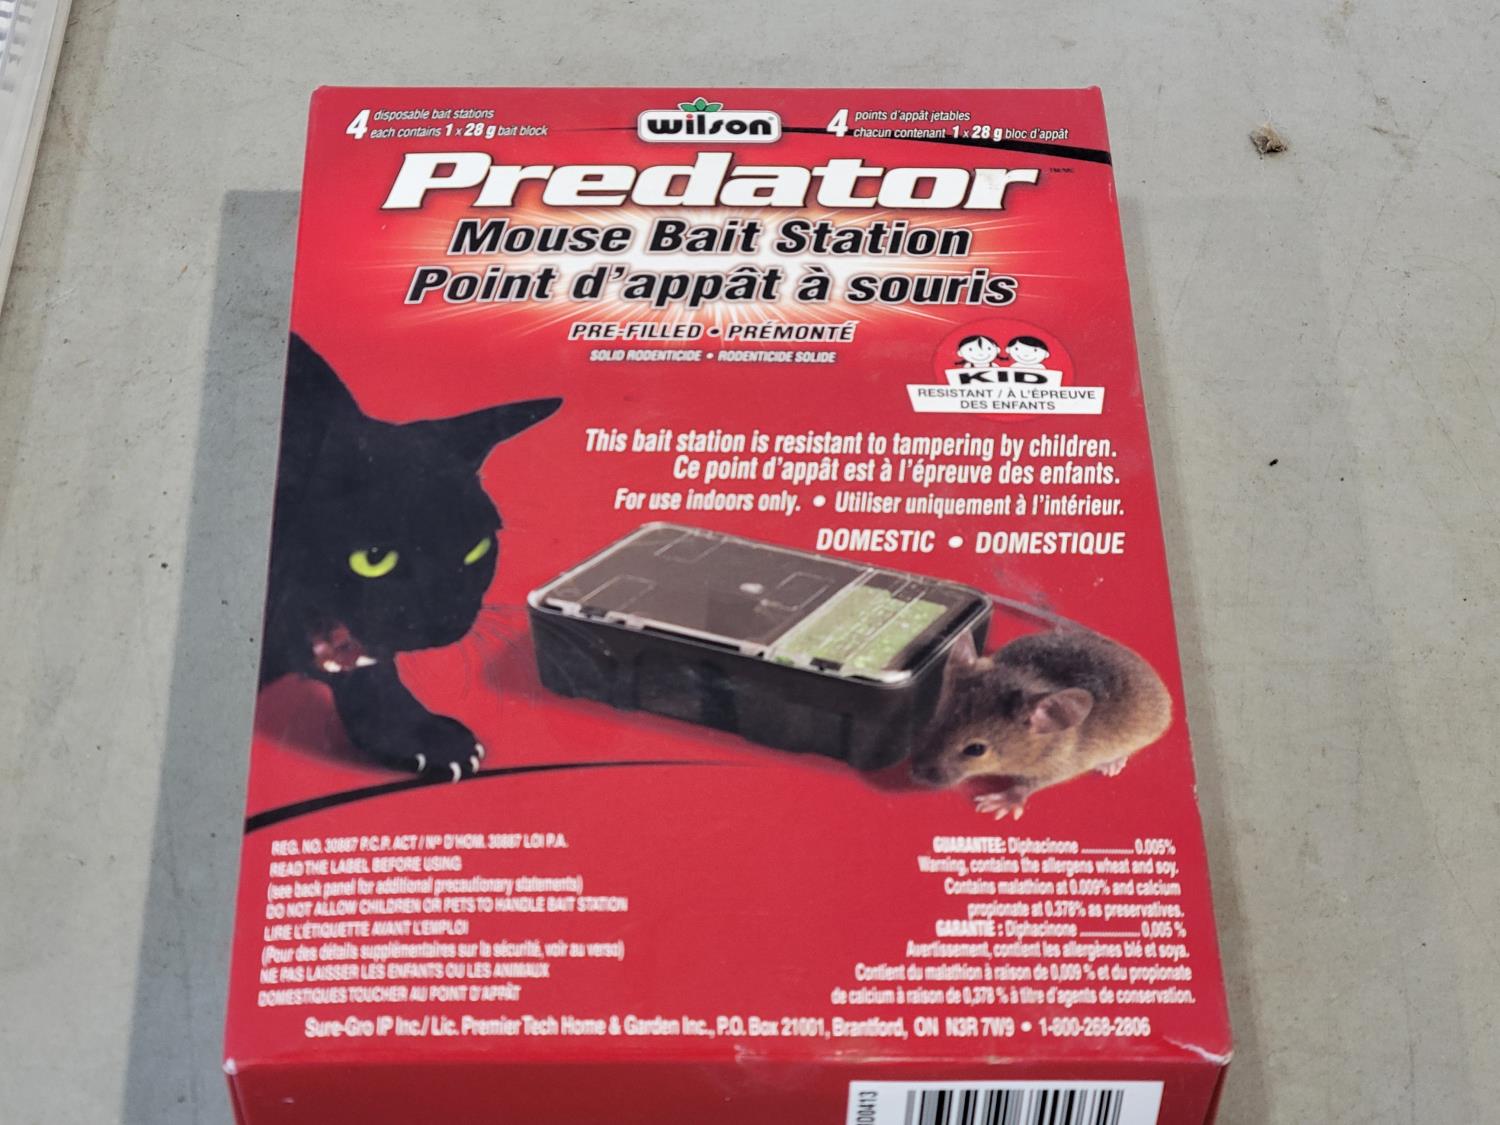 4 disposable bait stations
each contains 1 x 28 g bait block
wilson
4 points d'appât jetables
chacun contenant 1 x 28 g bloc d'appât
Predator
Mouse Bait Station
Point d'appât à souris
PRE-FILLED • PRÉMONTÉ
SOLID RODENTICIDE • RODENTICIDE SOLIDE
KID
RESISTANT / À L'ÉPREUVE
DES ENFANTS
This bait station is resistant to tampering by children.
Ce point d'appât est à l'épreuve des enfants.
For use indoors only. • Utiliser uniquement à l'intérieur.
DOMESTIC • DOMESTIQUE
REG. NO. 30887 P.C.P. ACT / Nº D'HOM. 30887 LOI P.A.
READ THE LABEL BEFORE USING
(see back panel for additional precautionary statements)
DO NOT ALLOW CHILDREN OR PETS TO HANDLE BAIT STATION
LIRE L'ÉTIQUETTE AVANT L'EMPLOI
(Pour des détails supplémentaires sur la sécurité, voir au verso)
NE PAS LAISSER LES ENFANTS OU LES ANIMAUX
DOMESTIQUES TOUCHER AU POINT D'APPÂT
GUARANTEE: Diphacinone 0.005%
Warning, contains the allergens wheat and soy.
Contains malathion at 0.009% and calcium
propionate at 0.378% as preservatives.
GARANTIE : Diphacinone 0,005 %
Avertissement, contient les allergènes blé et soya.
Contient du malathion à raison de 0,009 % et du propionate
de calcium à raison de 0,378 % à titre d'agents de conservation.
Sure-Gro IP Inc./ Lic. Premier Tech Home & Garden Inc., P.O. Box 21001, Brantford, ON N3R 7W9 • 1-800-268-2806